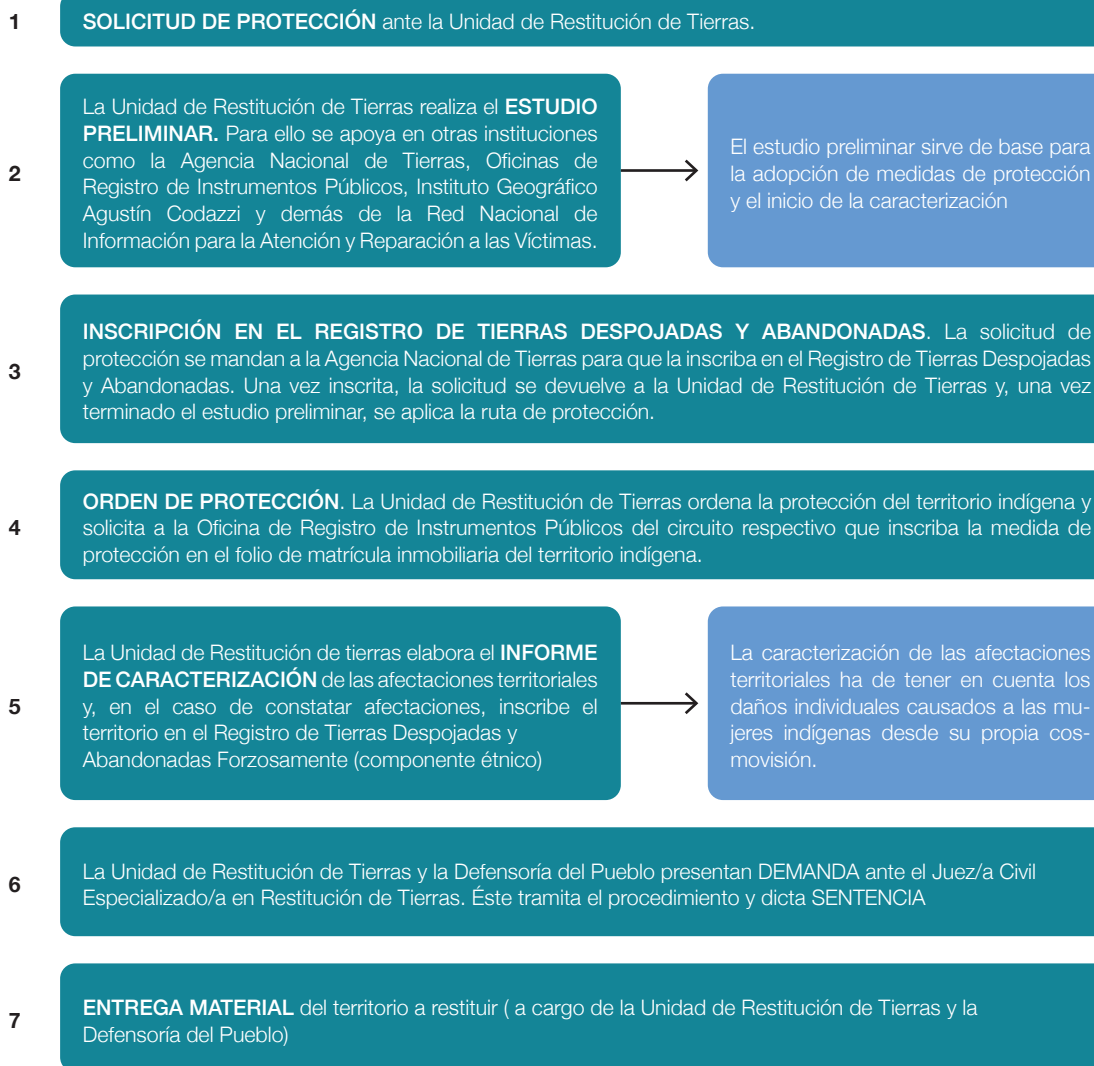 1
SOLICITUD DE PROTECCIÓN ante la Unidad de Restitución de Tierras.
2
La Unidad de Restitución de Tierras realiza el ESTUDIO
PRELIMINAR. Para ello se apoya en otras instituciones
como la Agencia Nacional de Tierras, Oficinas de
Registro de Instrumentos Públicos, Instituto Geográfico
Agustín Codazzi y demás de la Red Nacional de
Información para la Atención y Reparación a las Víctimas.
El estudio preliminar sirve de base para
la adopción de medidas de protección
y el inicio de la caracterización
3
INSCRIPCIÓN EN EL REGISTRO DE TIERRAS DESPOJADAS Y ABANDONADAS. La solicitud de
protección se mandan a la Agencia Nacional de Tierras para que la inscriba en el Registro de Tierras Despojadas
y Abandonadas. Una vez inscrita, la solicitud se devuelve a la Unidad de Restitución de Tierras y, una vez
terminado el estudio preliminar, se aplica la ruta de protección.
4
ORDEN DE PROTECCIÓN. La Unidad de Restitución de Tierras ordena la protección del territorio indígena y
solicita a la Oficina de Registro de Instrumentos Públicos del circuito respectivo que inscriba la medida de
protección en el folio de matrícula inmobiliaria del territorio indígena.
5
La Unidad de Restitución de tierras elabora el INFORME
DE CARACTERIZACIÓN de las afectaciones territoriales
y, en el caso de constatar afectaciones, inscribe el
territorio en el Registro de Tierras Despojadas y
Abandonadas Forzosamente (componente étnico)
La caracterización de las afectaciones
territoriales ha de tener en cuenta los
daños individuales causados a las mu-
jeres indígenas desde su propia cos-
movisión.
6
La Unidad de Restitución de Tierras y la Defensoría del Pueblo presentan DEMANDA ante el Juez/a Civil
Especializado/a en Restitución de Tierras. Éste tramita el procedimiento y dicta SENTENCIA
7
ENTREGA MATERIAL del territorio a restituir ( a cargo de la Unidad de Restitución de Tierras y la
Defensoría del Pueblo)